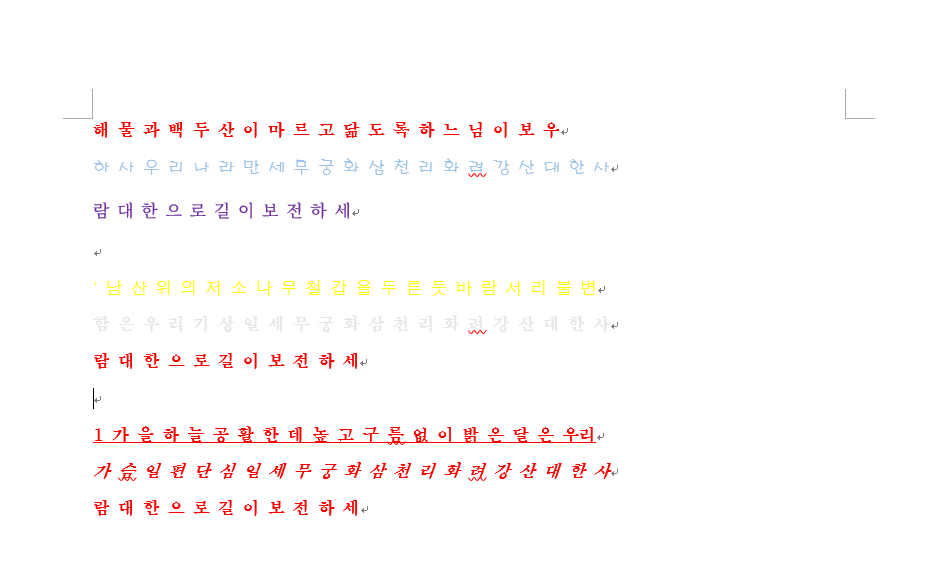 해 물 과 백 두 산 이 마 르 고 닮 도 록 하 느 님 이 보 우
하 사 우 리 나 라 만 세 무 궁 화 삼 천 리 화 려 강 산 대 한 사
람 대 한 으 로 길 이 보 전 하 세
' 남 산 위 의 저 소 나 무 철 갑 을 두 른 듯 바 람 서 리 불 변
함 은 우 리 기 상 일 세 무 궁 화 삼 천 리 화 려 강 산 대 한 사
람 대 한 으 로 길 이 보 전 하 세
1 가 을 하 늘 공 활 한 데 높 고 구 름 없 이 밝 은 달 은 우리
가 슴 일 편 단 심 일 세 무 궁 화 삼 천 리 화 려 강 산 대 한 사
람 대 한 으 로 길 이 보 전 하 세